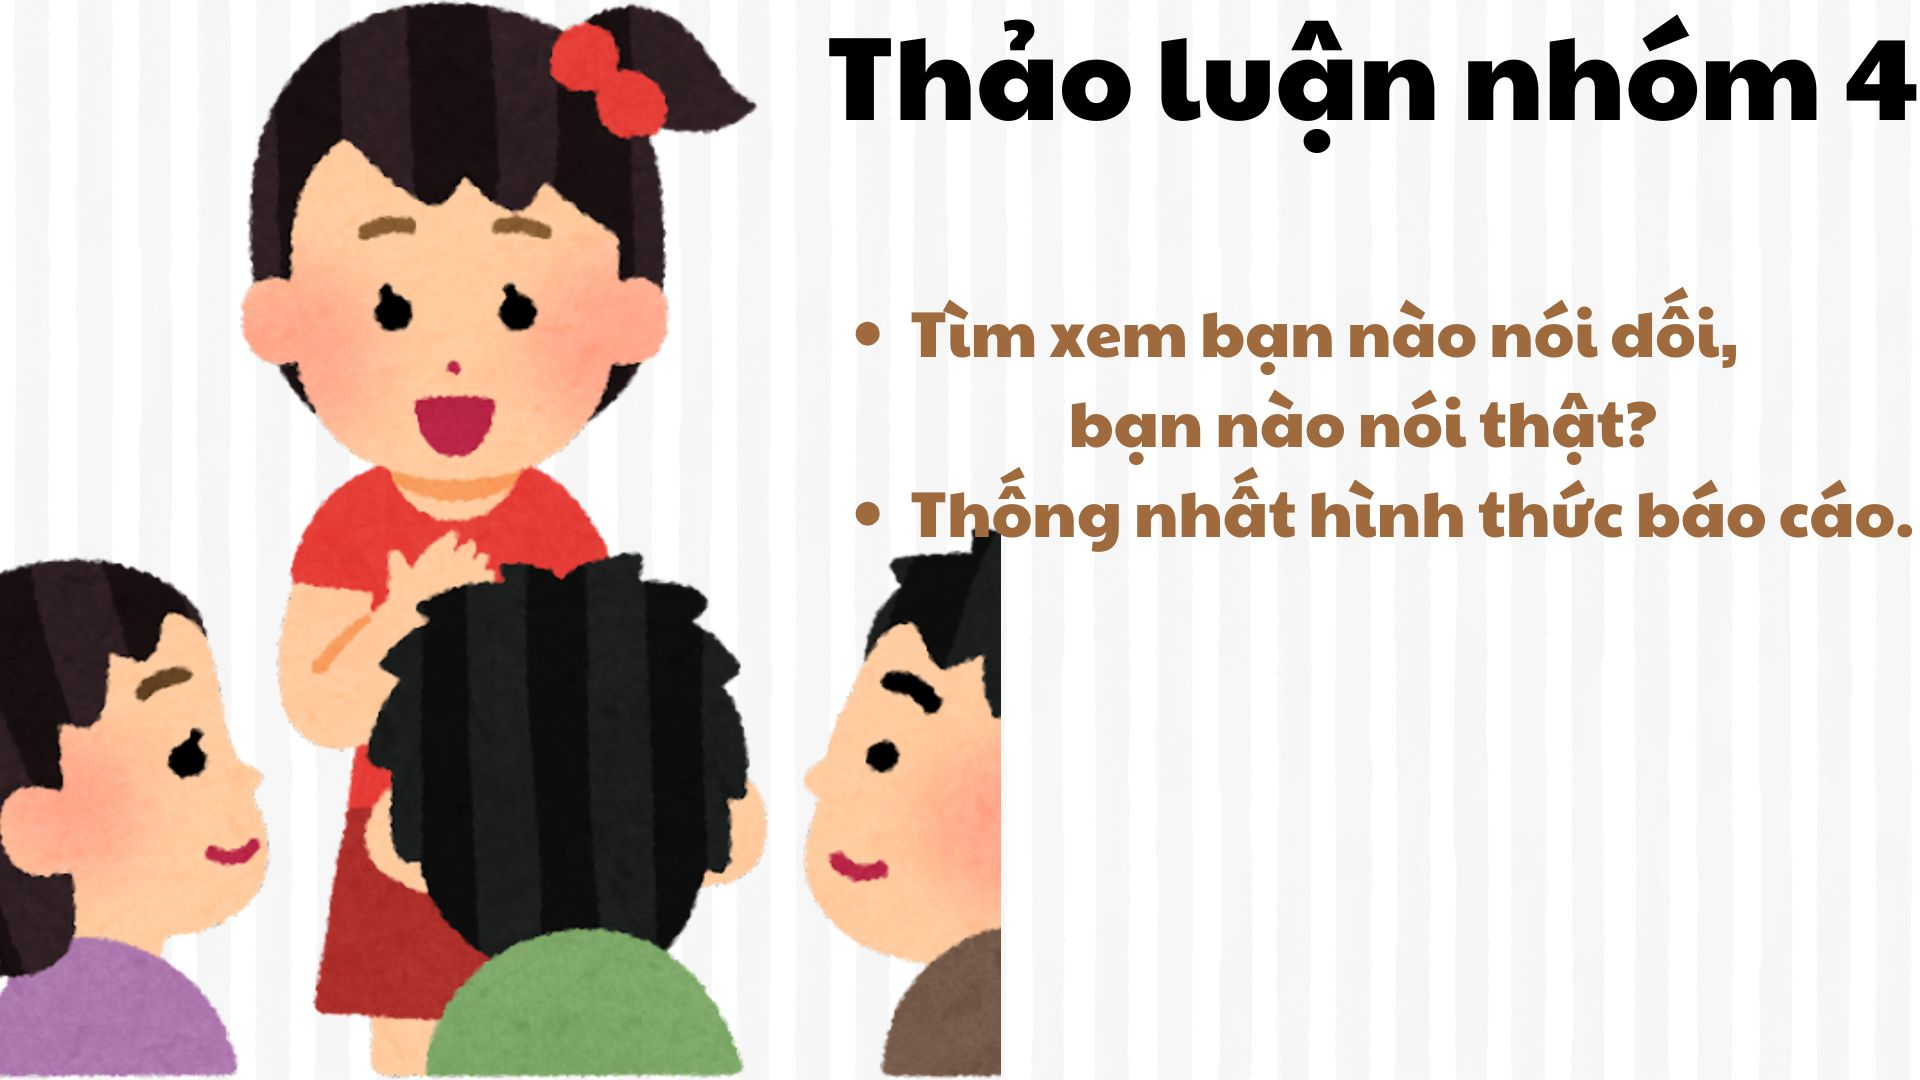 Thảo luận nhóm 4
• Tìm xem bạn nào nói dối,
bạn nào nói thật?
• Thống nhất hình thức báo cáo.